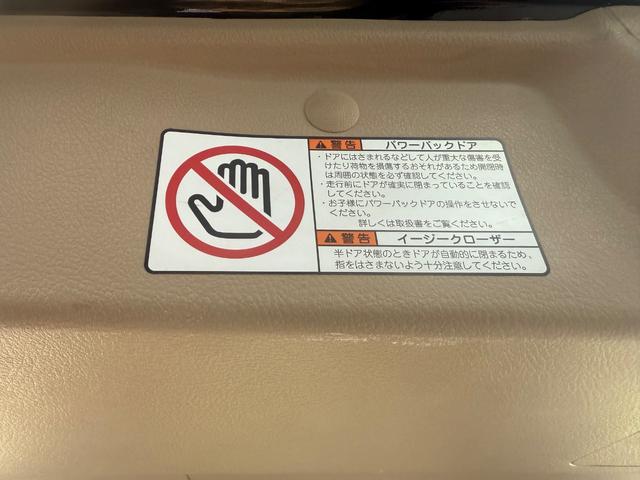 警告 パワーバックドア
・ドアにはさまれるなどして人が重大な傷害を受
けたり荷物を損傷するおそれがあるため開閉時
は周囲の状態を必ず確認してください。
・走行前にドアが確実に閉まっていることを確認
してください。
・お子様にパワーバックドアの操作をさせないで
ください。
詳しくは取扱書をご覧ください。
警告 イージークローザー
半ドア状態のときドアが自動的に閉まるため、
指をはさまないよう十分注意してください。